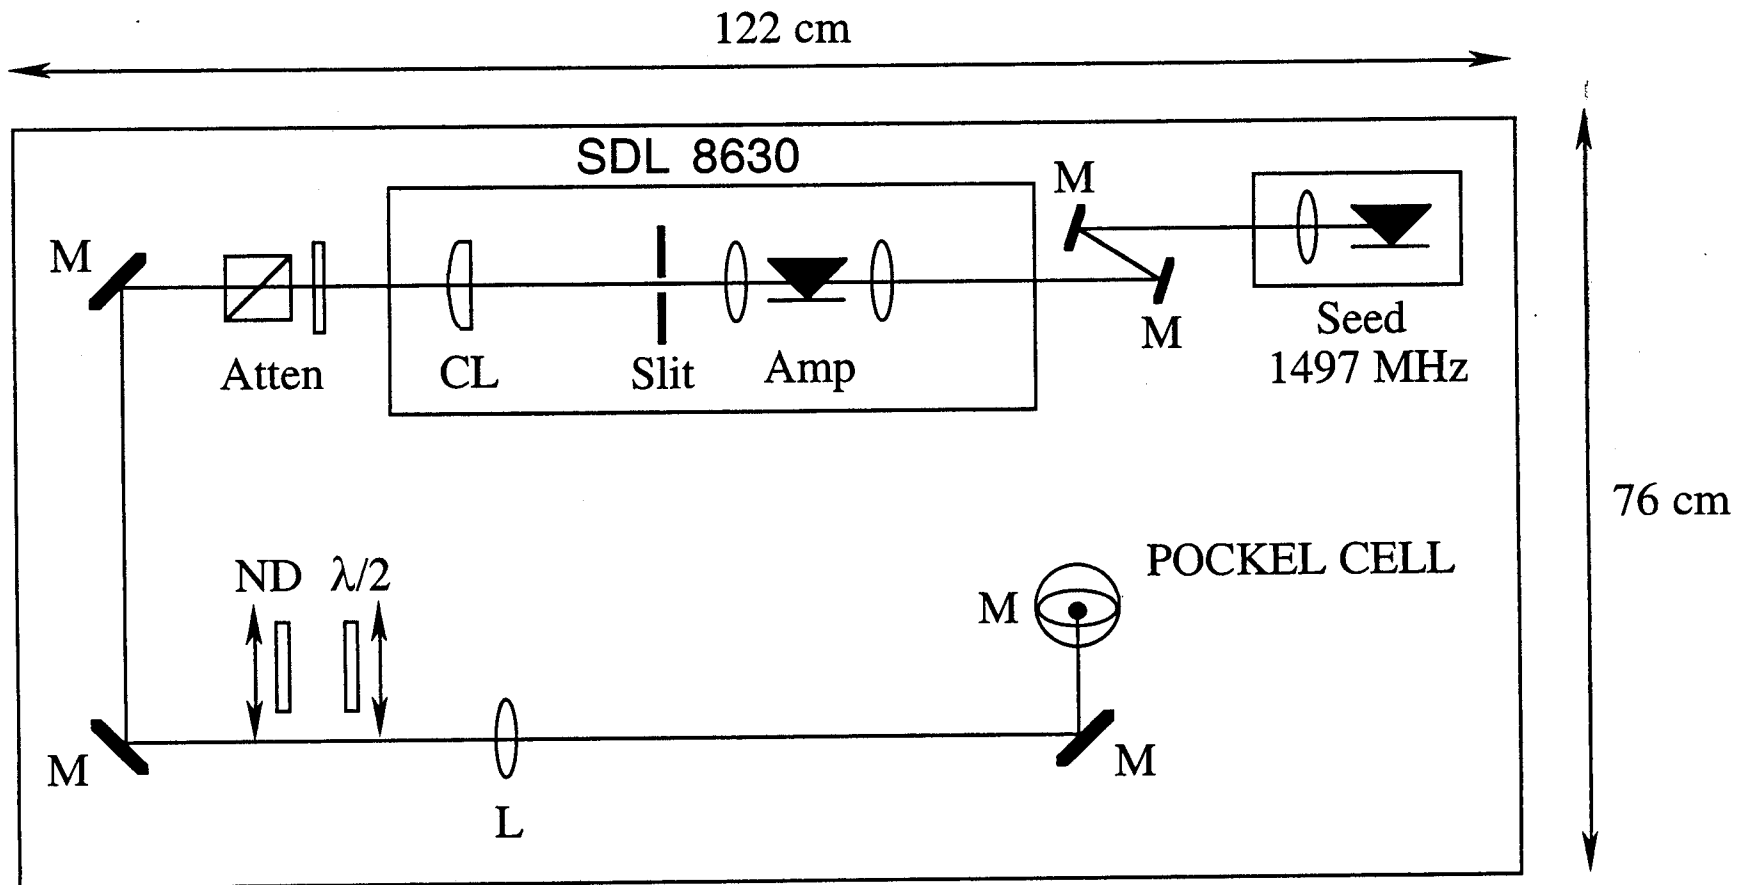 122 cm
SDL 8630
M
M
Atten
CL
Slit
Amp
M
Seed
1497 MHz
76 cm
ND
λ/2
M
POCKEL CELL
M
L
M